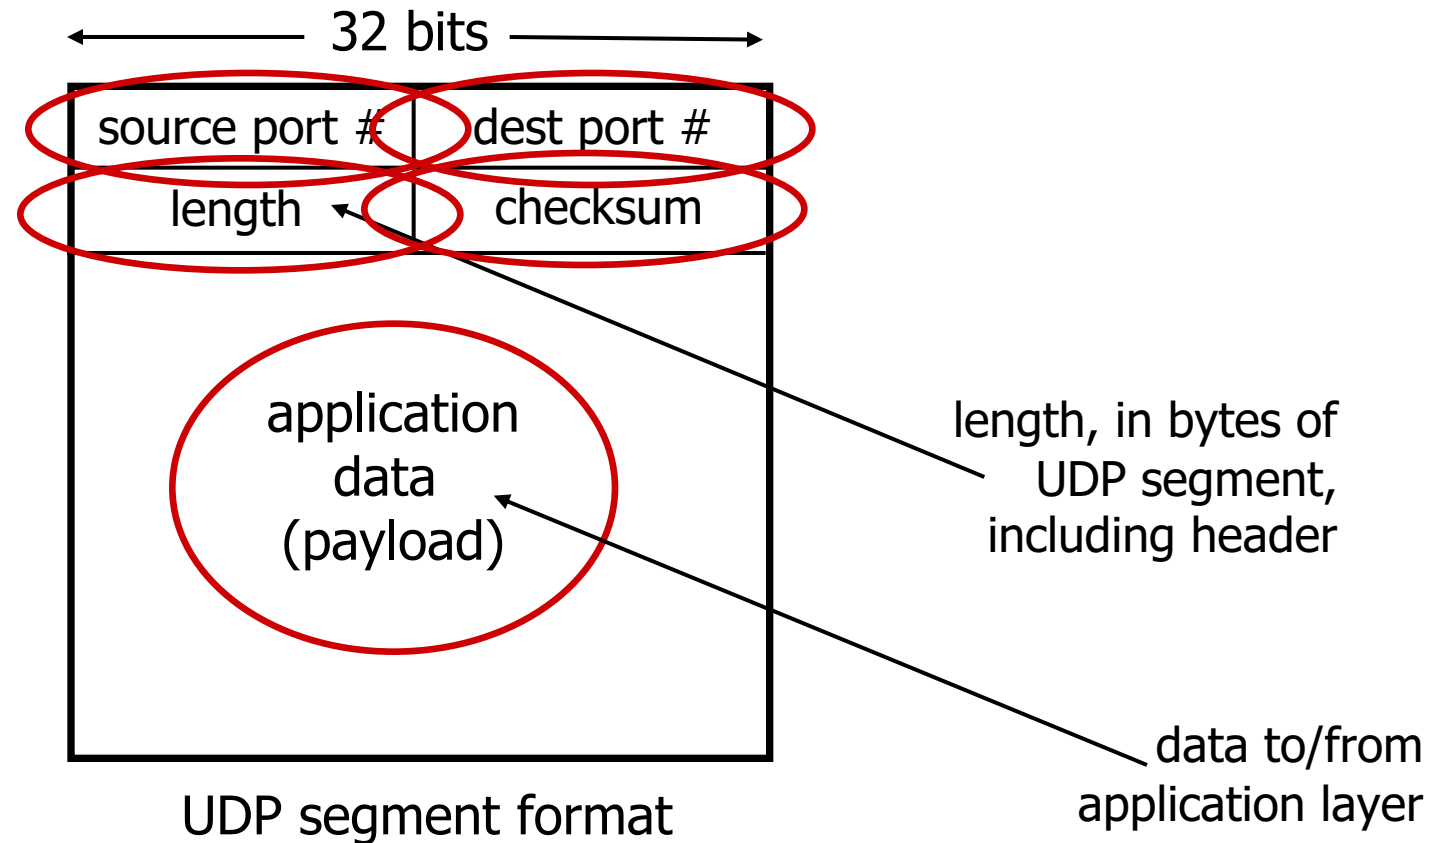 32 bits
source port # dest port #
length checksum
application
data
(payload)
length, in bytes of
UDP segment,
including header
data to/from
application layer
UDP segment format